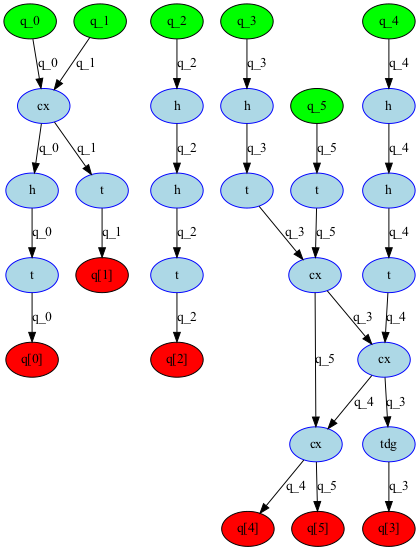 q_0 q_1 q_2 q_3 q_4
q_0 q_1 q_2 q_3 q_4
cx h h q_5 h
q_0 q_1 q_2 q_3 q_5 q_4
h t h t t h
q_0 q_1 q_2 q_3 q_5 q_4
t q[1] t cx t
q_0 q_2 q_3 q_4
q[0] q[2] q_5 cx
q_4 q_3
cx tdg
q_4 q_5 q_3
q[4] q[5] q[3]